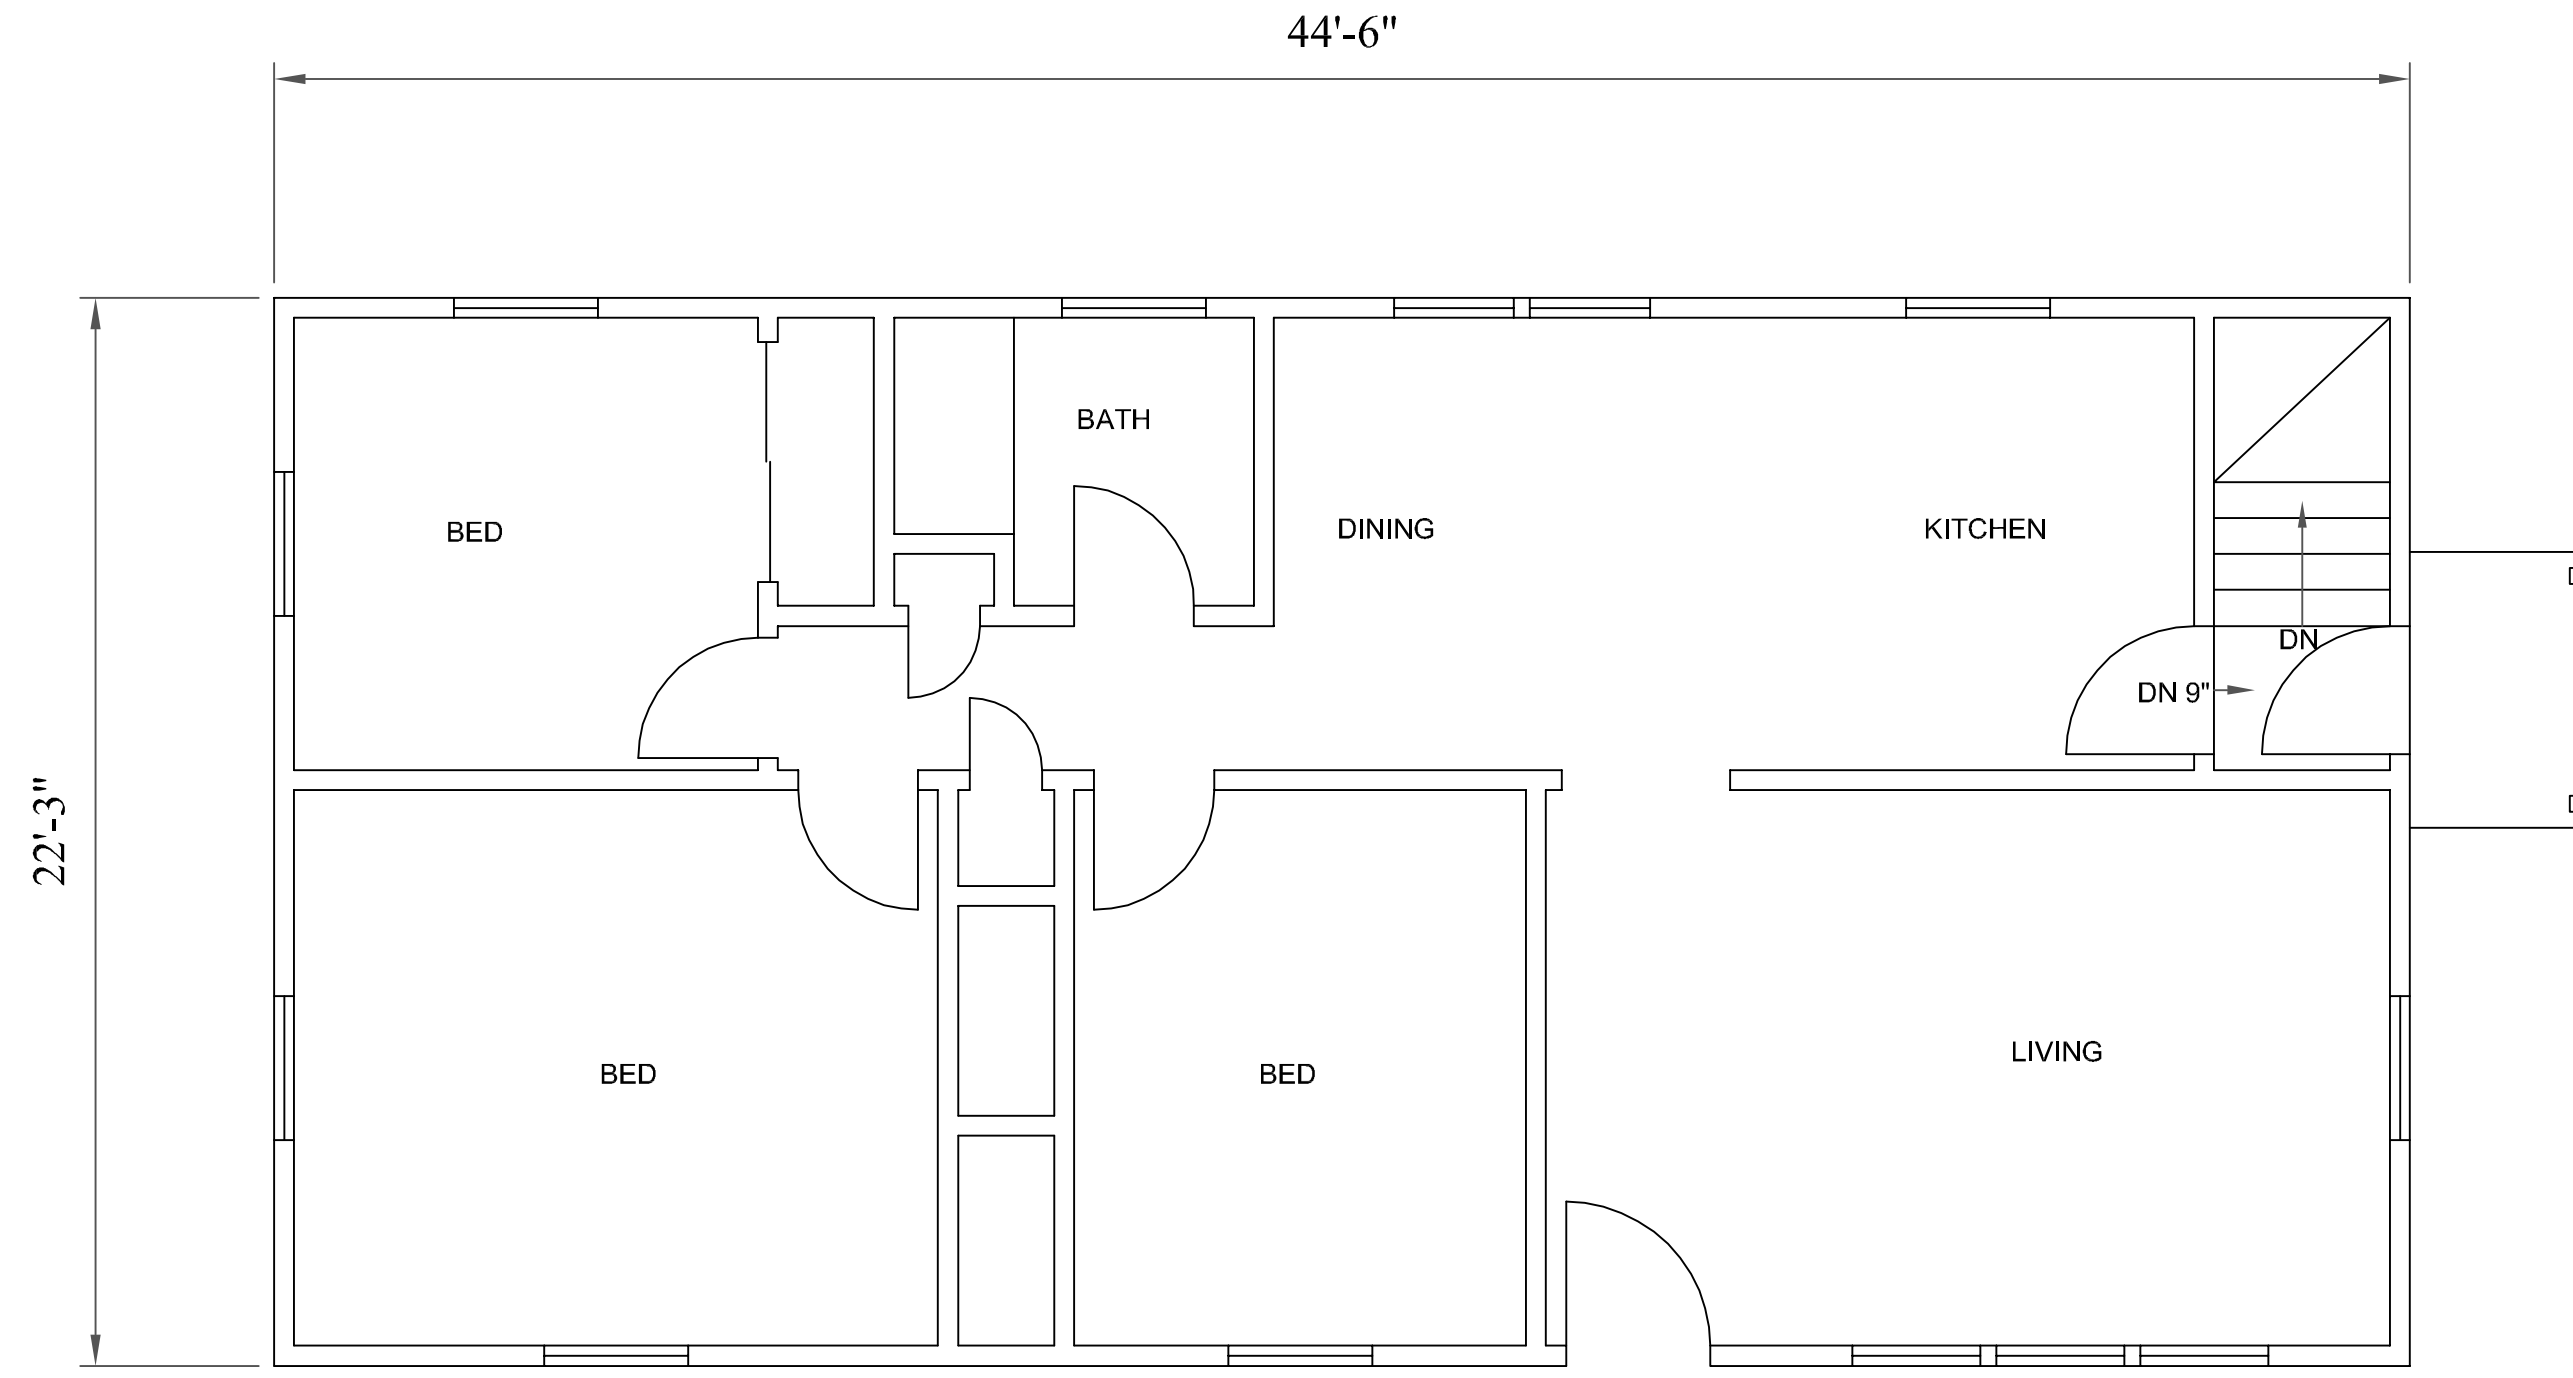 44'-6"
BATH
BED
DINING
KITCHEN
DN
DN 9"
22'-3"
LIVING
BED
BED